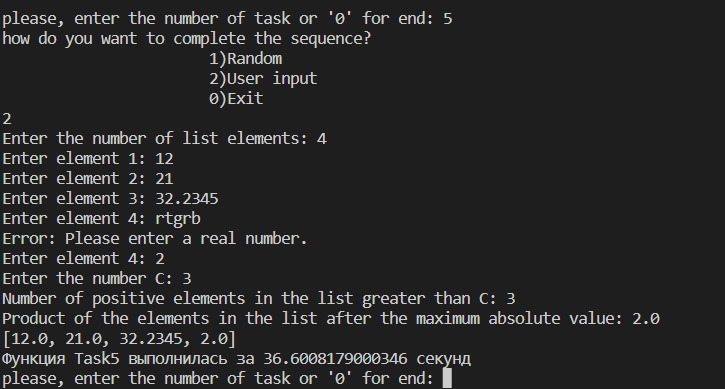 please, enter the number of task or '0' for end: 5
how do you want to complete the sequence?
1)Random
2)User input
0)Exit
2
Enter the number of list elements: 4
Enter element 1: 12
Enter element 2: 21
Enter element 3: 32.2345
Enter element 4: rtgrb
Error: Please enter a real number.
Enter element 4: 2
Enter the number C: 3
Number of positive elements in the list greater than C: 3
Product of the elements in the list after the maximum absolute value: 2.0
[12.0, 21.0, 32.2345, 2.0]
Функция Task5 выполнилась за 36.6008179000346 секунд
please, enter the number of task or '0' for end: